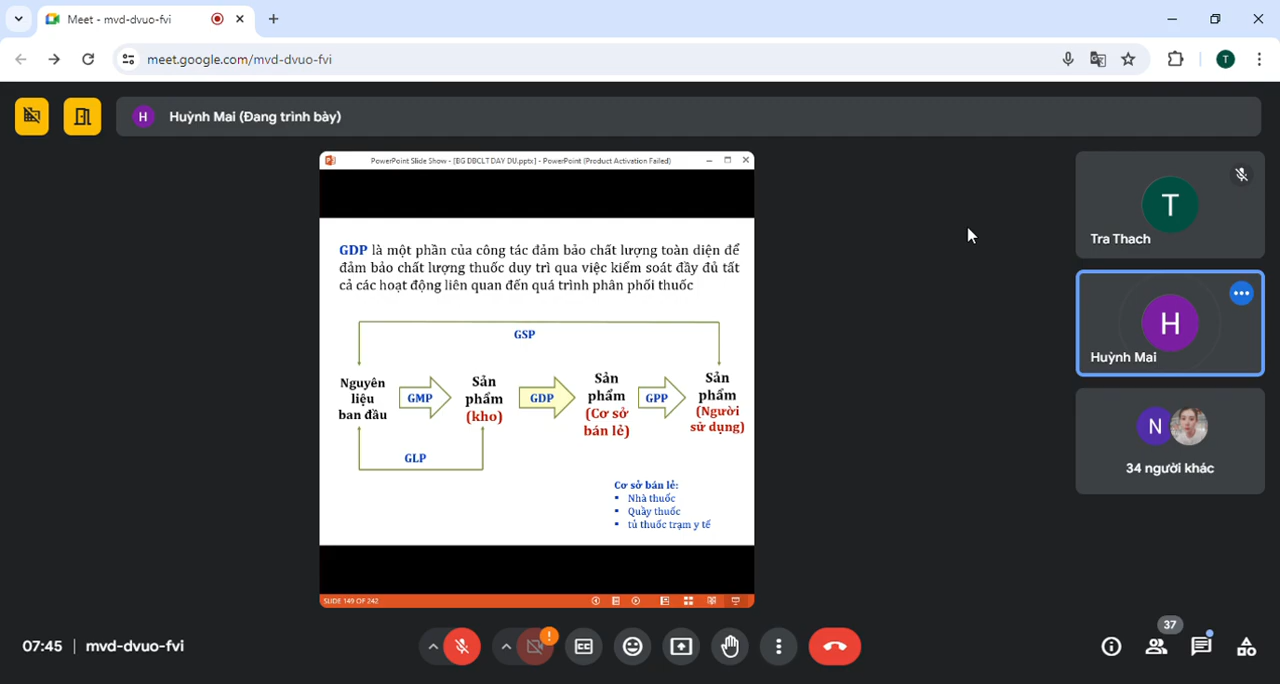 Meet - mvd-dvuo-fvi
meet.google.com/mvd-dvuo-fvi
T
H
Huỳnh Mai (Đang trình bày)
PowerPoint Slide Show - [BG DBCLT DAY DU.pptx] - PowerPoint (Product Activation Failed)
GDP là một phần của công tác đảm bảo chất lượng toàn diện để
đảm bảo chất lượng thuốc duy trì qua việc kiểm soát đầy đủ tất
cả các hoạt động liên quan đến quá trình phân phối thuốc
GSP
Nguyên
liệu
ban đầu
GMP
Sản
phẩm
(kho)
GDP
Sản
phẩm
(Cơ sở
bán lẻ)
GPP
Sản
phẩm
(Người
sử dụng)
GLP
Cơ sở bán lẻ:
▪ Nhà thuốc
▪ Quầy thuốc
▪ tủ thuốc trạm y tế
SLIDE 149 OF 242
T
Tra Thach
H
Huỳnh Mai
N
34 người khác
07:45 | mvd-dvuo-fvi
37